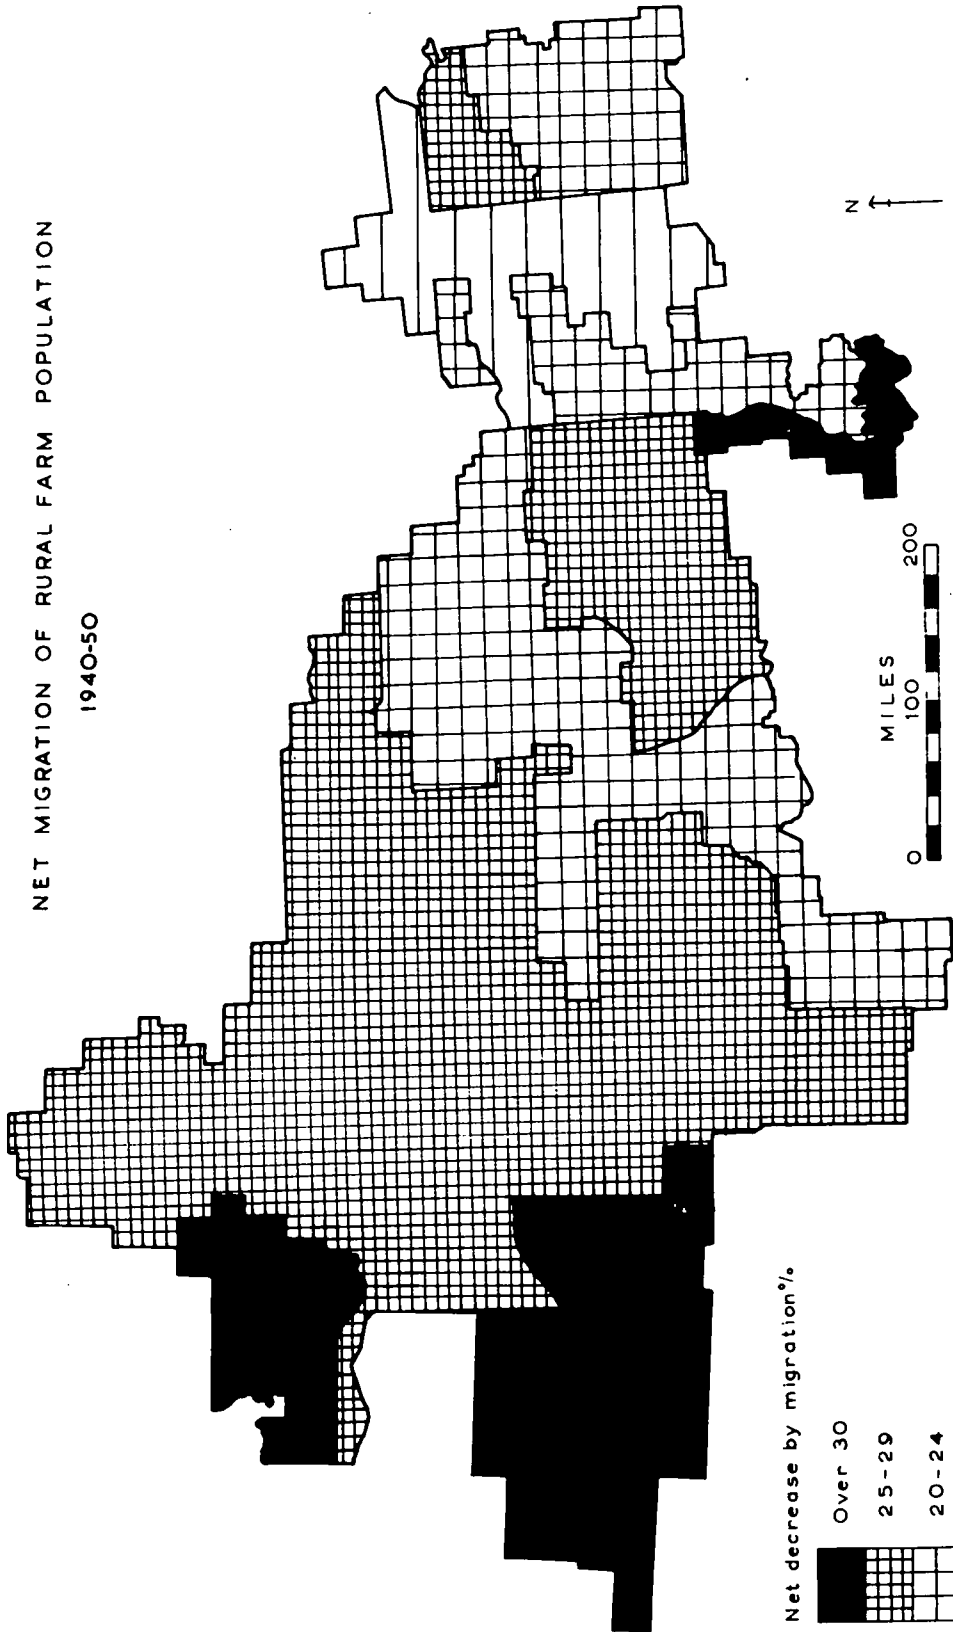 NET MIGRATION OF RURAL FARM POPULATION
1940-50
N
MILES
0 100 200
Net decrease by migration %
Over 30
25-29
20-24